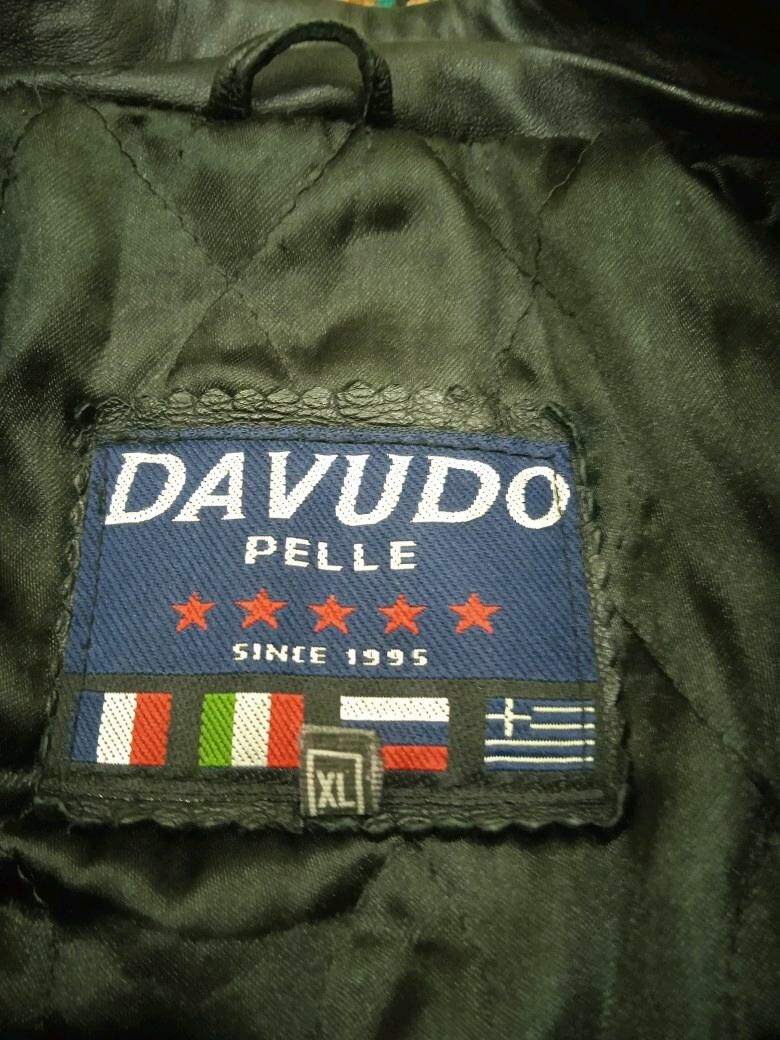 DAVUDO
PELLE
SINCE 1995
XL